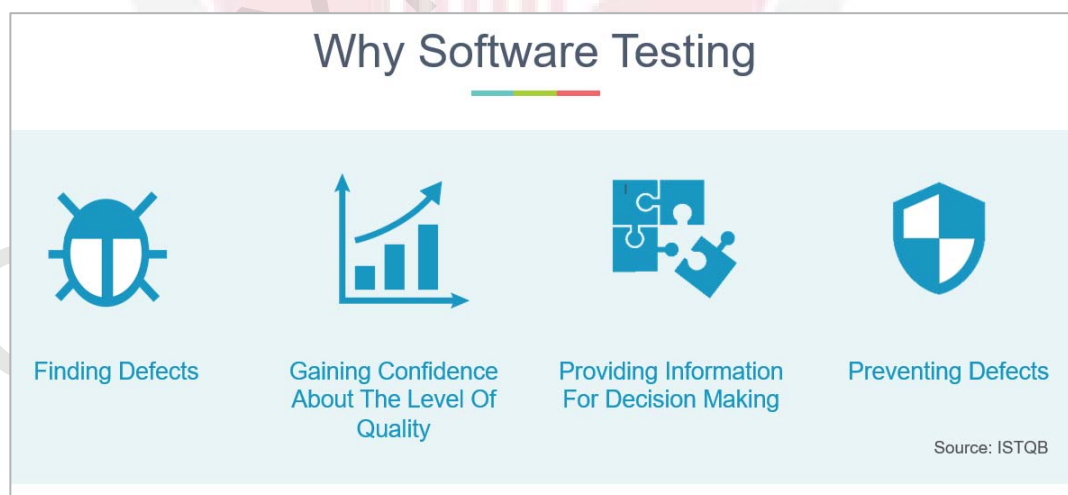 Why Software Testing
Finding Defects
Gaining Confidence
About The Level Of
Quality
Providing Information
For Decision Making
Preventing Defects
Source: ISTQB